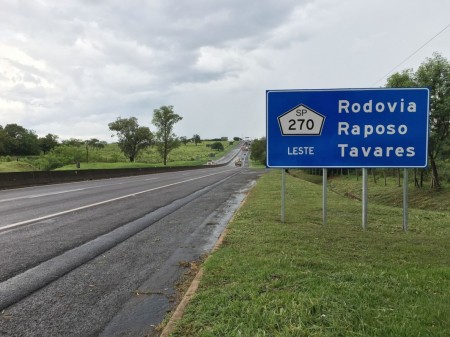 SP
270
LESTE
Rodovia
Raposo
Tavares